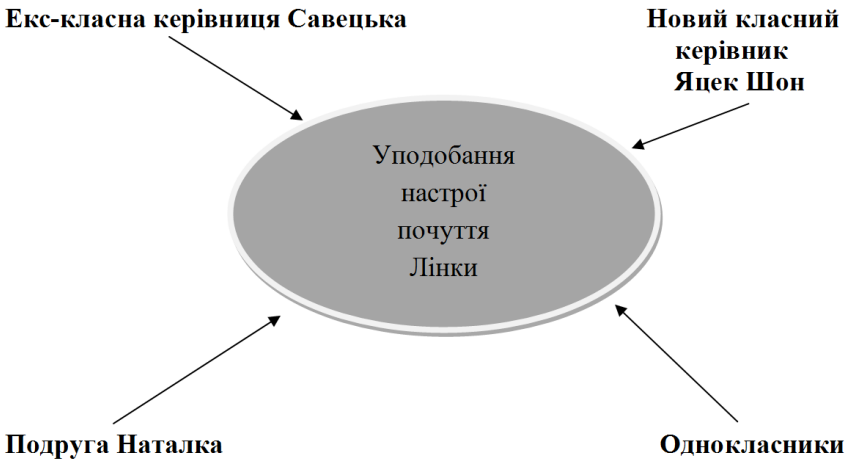 Екс-класна керівниця Савецька
Новий класний
керівник
Яцек Шон
Уподобання
настрої
почуття
Лінки
Подруга Наталка
Однокласники